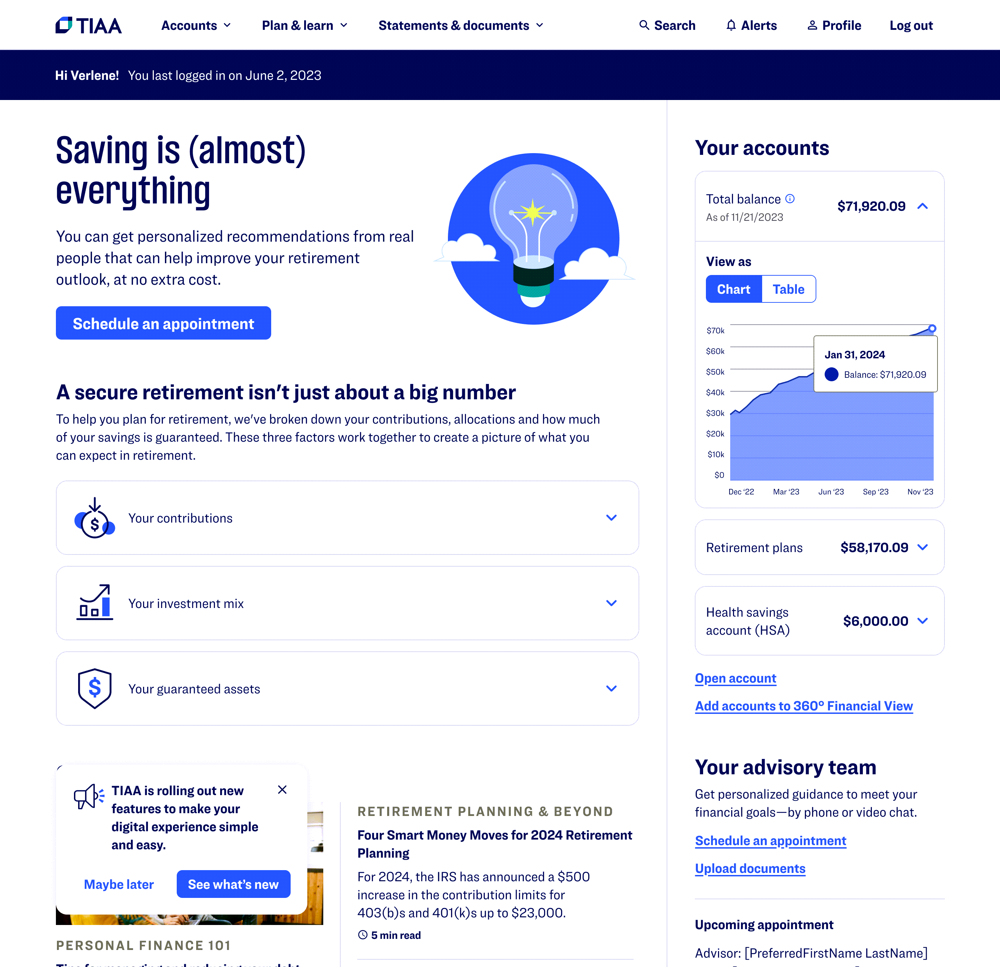 TIAA
Accounts
Plan & learn
Statements & documents
Search
Alerts
Profile
Log out
Hi Verlene! You last logged in on June 2, 2023
Saving is (almost)
everything
You can get personalized recommendations from real
people that can help improve your retirement
outlook, at no extra cost.
Schedule an appointment
A secure retirement isn’t just about a big number
To help you plan for retirement, we’ve broken down your contributions, allocations and how much
of your savings is guaranteed. These three factors work together to create a picture of what you
can expect in retirement.
$
Your contributions
Your investment mix
$
Your guaranteed assets
TIAA is rolling out new
features to make your
digital experience simple
and easy.
Maybe later
See what’s new
PERSONAL FINANCE 101
Tips for managing and reducing your debt
RETIREMENT PLANNING & BEYOND
Four Smart Money Moves for 2024 Retirement
Planning
For 2024, the IRS has announced a $500
increase in the contribution limits for
403(b)s and 401(k)s up to $23,000.
5 min read
Your accounts
Total balance
As of 11/21/2023
$71,920.09
View as
Chart
Table
$70k
$60k
$50k
$40k
$30k
$20k
$10k
$0
Jan 31, 2024
Balance: $71,920.09
Dec ‘22
Mar ‘23
Jun ‘23
Sep ‘23
Nov ‘23
Retirement plans
$58,170.09
Health savings
account (HSA)
$6,000.00
Open account
Add accounts to 360° Financial View
Your advisory team
Get personalized guidance to meet your
financial goals—by phone or video chat.
Schedule an appointment
Upload documents
Upcoming appointment
Advisor: [PreferredFirstName LastName]